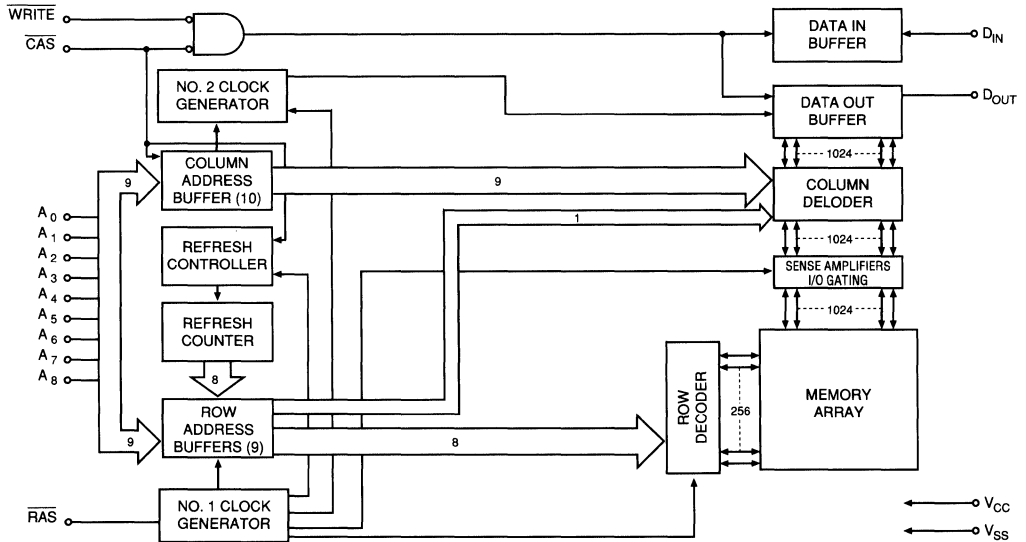 WRITE
CAS
NO. 2 CLOCK
GENERATOR
DATA IN
BUFFER
D_IN
DATA OUT
BUFFER
D_OUT
1024
9
COLUMN
ADDRESS
BUFFER (10)
9
COLUMN
DELODER
1
1024
A0
A1
A2
A3
A4
A5
A6
A7
A8
REFRESH
CONTROLLER
SENSE AMPLIFIERS
I/O GATING
1024
REFRESH
COUNTER
8
9
ROW
ADDRESS
BUFFERS (9)
8
ROW
DECODER
256
MEMORY
ARRAY
RAS
NO. 1 CLOCK
GENERATOR
VCC
VSS